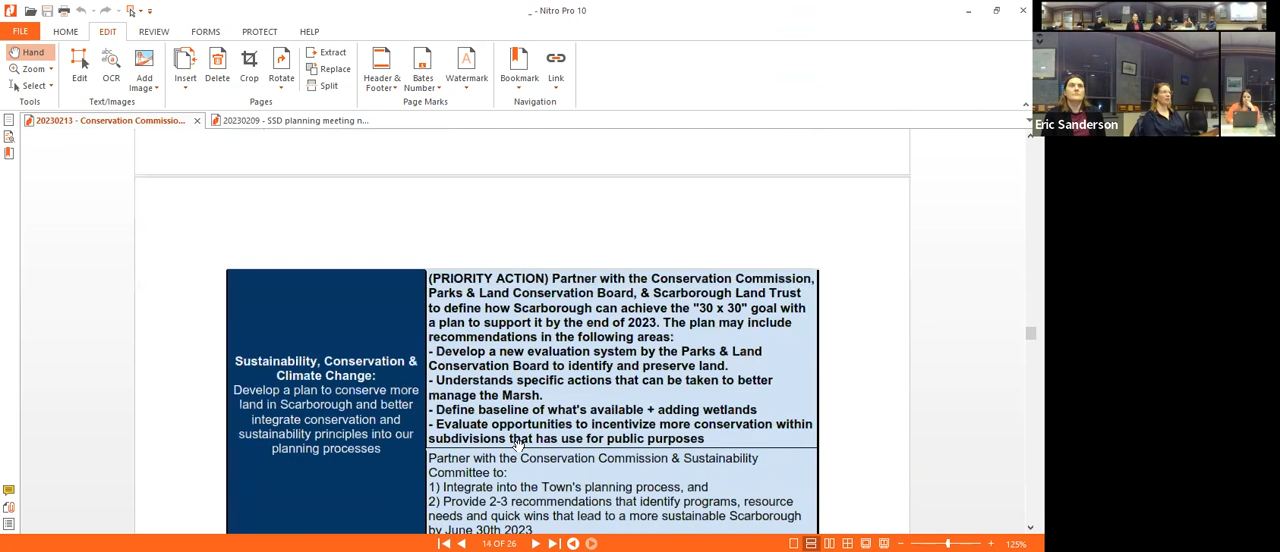 _ - Nitro Pro 10
FILE HOME EDIT REVIEW FORMS PROTECT HELP
Hand
Zoom
Select
Tools
Edit
OCR
Add Image
Text/Images
Insert
Delete
Crop
Rotate
Extract
Replace
Split
Pages
Header & Footer
Bates Number
Watermark
Page Marks
Bookmark
Link
Navigation
20230213 - Conservation Commissio...
20230209 - SSD planning meeting n...
Eric Sanderson
Sustainability, Conservation &
Climate Change:
Develop a plan to conserve more
land in Scarborough and better
integrate conservation and
sustainability principles into our
planning processes
(PRIORITY ACTION) Partner with the Conservation Commission,
Parks & Land Conservation Board, & Scarborough Land Trust
to define how Scarborough can achieve the "30 x 30" goal with
a plan to support it by the end of 2023. The plan may include
recommendations in the following areas:
- Develop a new evaluation system by the Parks & Land
Conservation Board to identify and preserve land.
- Understands specific actions that can be taken to better
manage the Marsh.
- Define baseline of what's available + adding wetlands
- Evaluate opportunities to incentivize more conservation within
subdivisions that has use for public purposes
Partner with the Conservation Commission & Sustainability
Committee to:
1) Integrate into the Town's planning process, and
2) Provide 2-3 recommendations that identify programs, resource
needs and quick wins that lead to a more sustainable Scarborough
by June 30th 2023
14 OF 26
125%